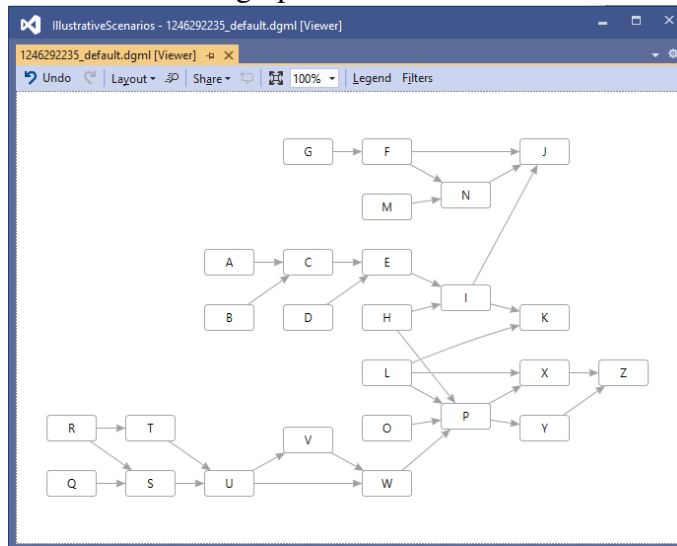 IllustrativeScenarios - 1246292235_default.dgml [Viewer]
1246292235_default.dgml [Viewer]
Undo Layout Share 100% Legend Filters
G F J
N
M
A C E
I
B D H K
L X Z
P
R T O Y
V
Q S U W